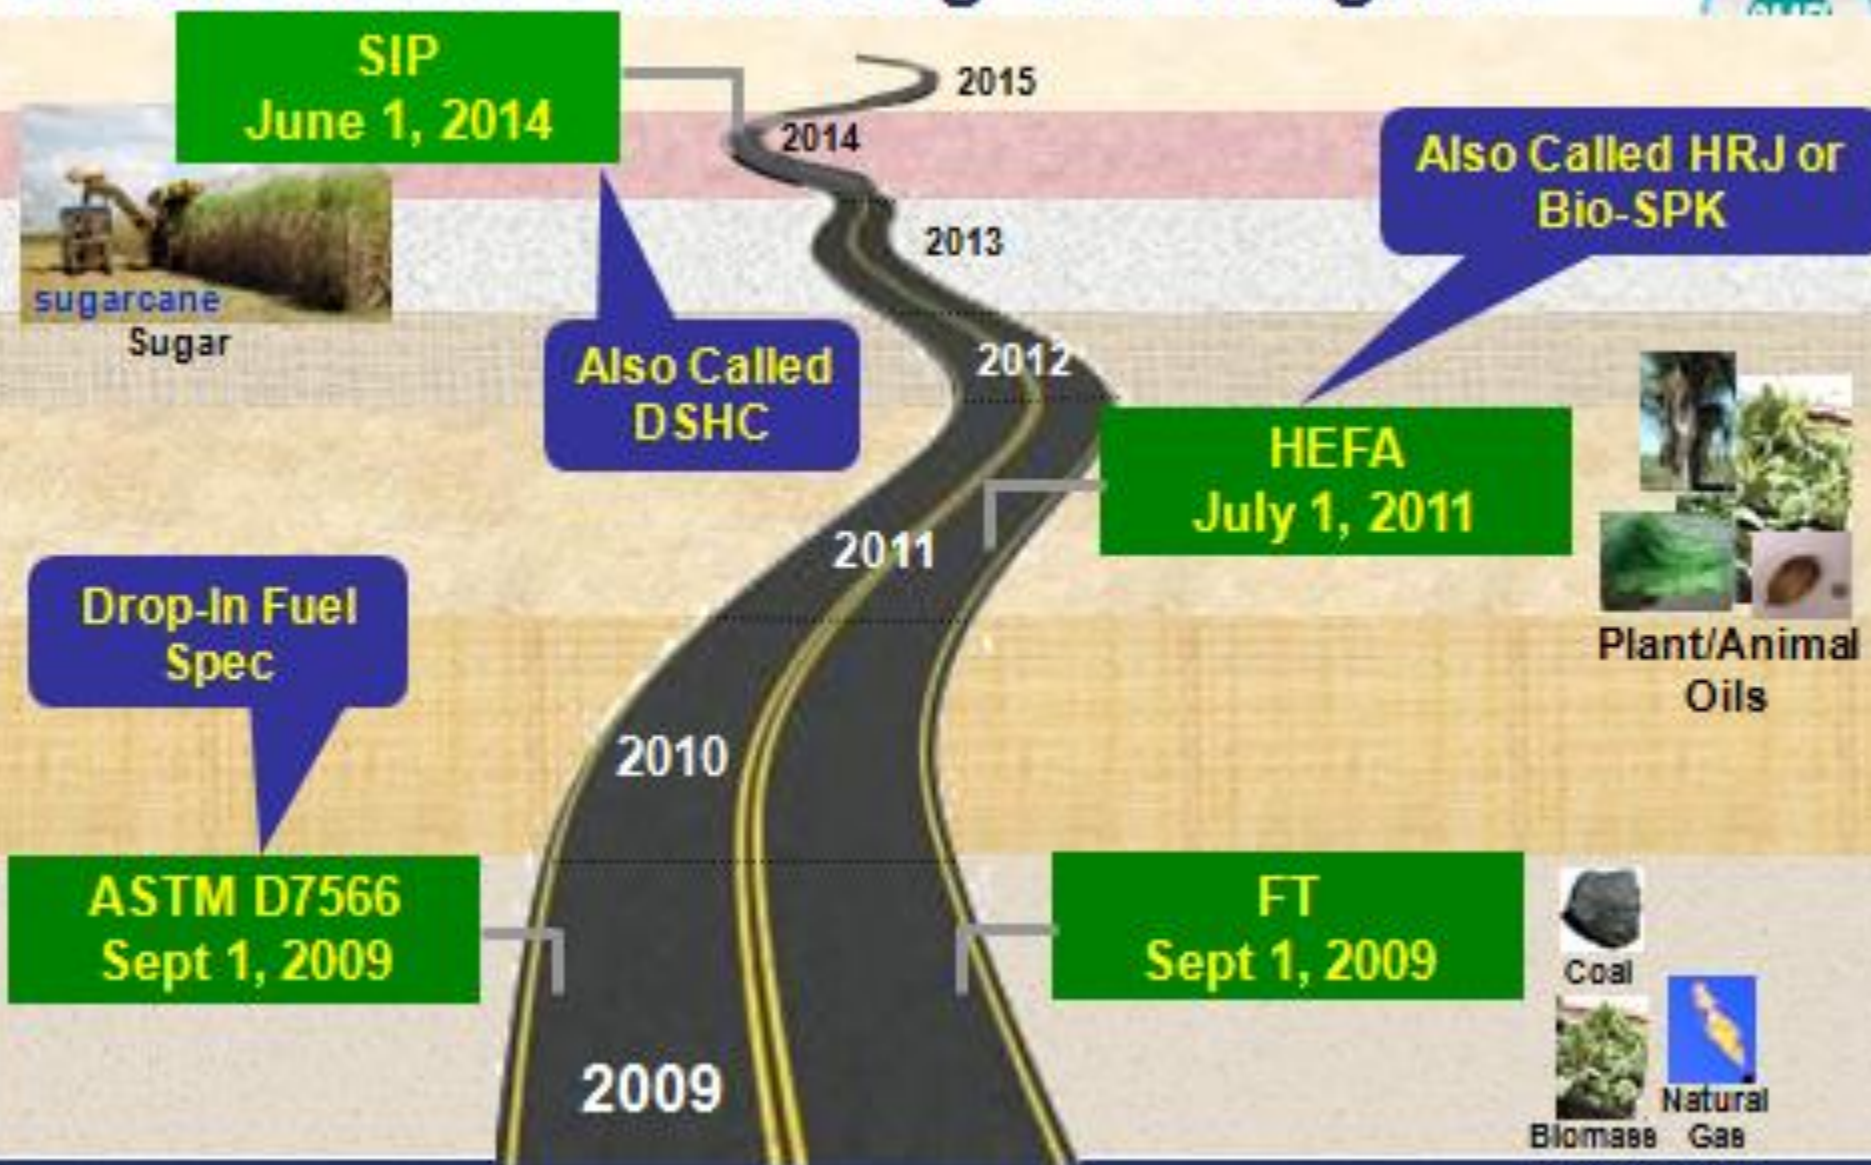 SIP
June 1, 2014
2015
2014
Also Called HRJ or
Bio-SPK
2013
sugarcane
Sugar
Also Called
DSHC
2012
HEFA
July 1, 2011
2011
Drop-In Fuel
Spec
Plant/Animal
Oils
2010
ASTM D7566
Sept 1, 2009
FT
Sept 1, 2009
Coal
2009
Biomass
Natural
Gas